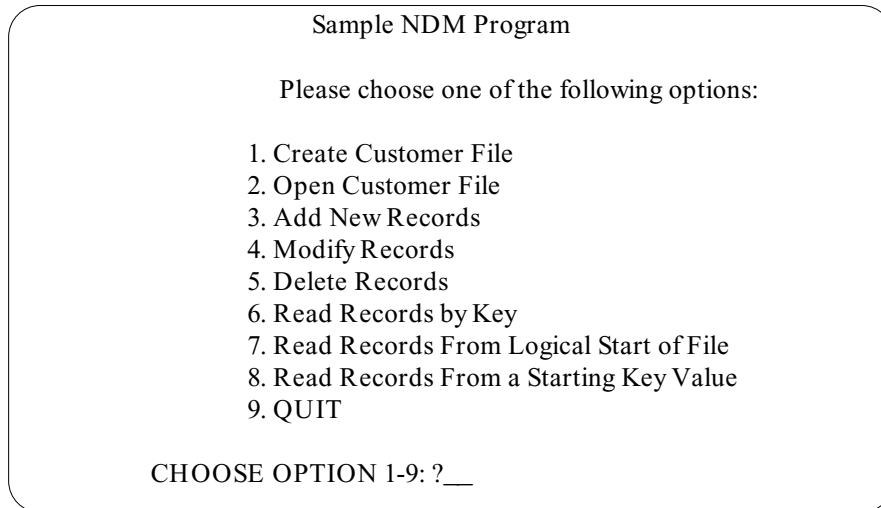 Sample NDM Program
Please choose one of the following options:
1. Create Customer File
2. Open Customer File
3. Add New Records
4. Modify Records
5. Delete Records
6. Read Records by Key
7. Read Records From Logical Start of File
8. Read Records From a Starting Key Value
9. QUIT
CHOOSE OPTION 1-9: ?__